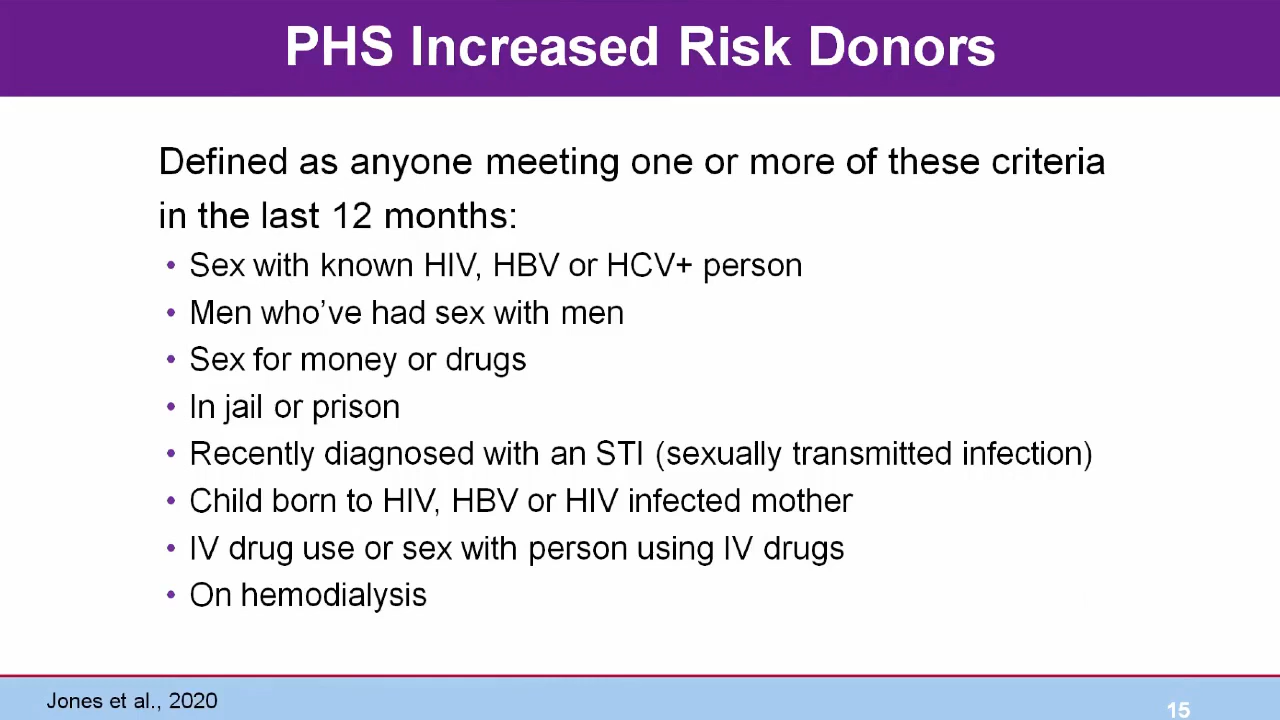 PHS Increased Risk Donors
Defined as anyone meeting one or more of these criteria
in the last 12 months:
• Sex with known HIV, HBV or HCV+ person
• Men who’ve had sex with men
• Sex for money or drugs
• In jail or prison
• Recently diagnosed with an STI (sexually transmitted infection)
• Child born to HIV, HBV or HIV infected mother
• IV drug use or sex with person using IV drugs
• On hemodialysis
Jones et al., 2020
15